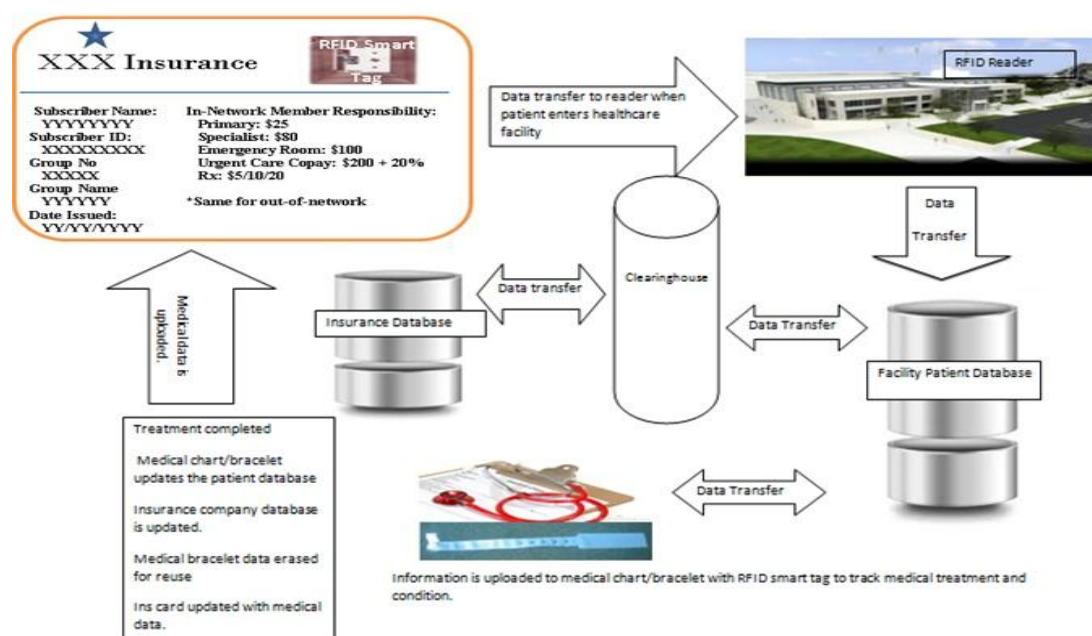 XXX Insurance
RFID Smart
Tag
Subscriber Name:
YYYYYYYY
Subscriber ID:
XXXXXXXXX
Group No
XXXXX
Group Name
YYYYYY
Date Issued:
YY/YY/YYYY
In-Network Member Responsibility:
Primary: $25
Specialist: $80
Emergency Room: $100
Urgent Care Copay: $200 + 20%
Rx: $5/10/20
*Same for out-of-network
Data transfer to reader when
patient enters healthcare
facility
RFID Reader
Data
Transfer
Clearinghouse
Data transfer
Insurance Database
Data Transfer
Facility Patient Database
Medical data is
uploaded.
Treatment completed
Medical chart/bracelet
updates the patient database
Insurance company database
is updated.
Medical bracelet data erased
for reuse
Ins card updated with medical
data.
Data Transfer
Information is uploaded to medical chart/bracelet with RFID smart tag to track medical treatment and
condition.